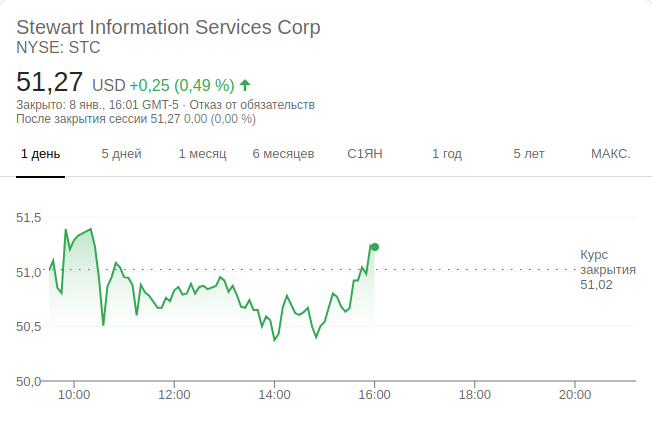 Stewart Information Services Corp
NYSE: STC
51,27 USD +0,25 (0,49 %)
Закрыто: 8 янв., 16:01 GMT-5 · Отказ от обязательств
После закрытия сессии 51,27 0,00 (0,00 %)
1 день 5 дней 1 месяц 6 месяцев С1ЯН 1 год 5 лет МАКС.
51,5
Курс
закрытия
51,02
51,0
50,5
50,0
10:00 12:00 14:00 16:00 18:00 20:00